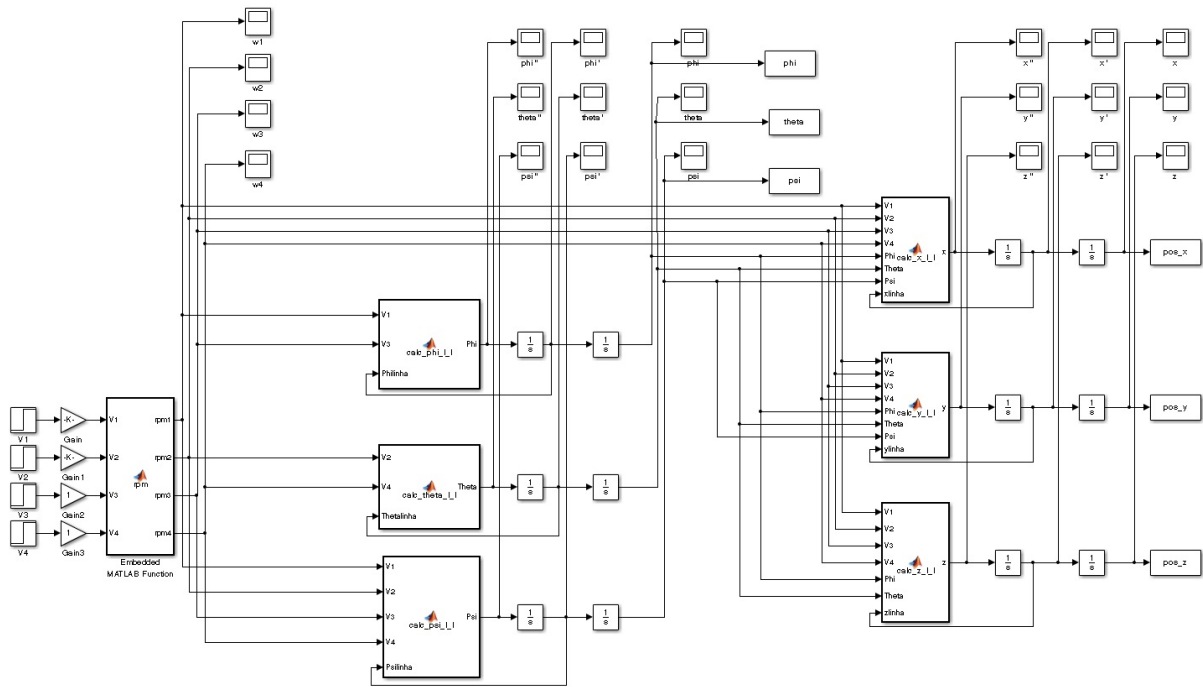 w1
w2
w3
w4
phi''
phi'
phi
phi
theta''
theta'
theta
theta
psi''
psi'
psi
psi
x''
x'
x
y''
y'
y
z''
z'
z
V1
V2
V3
V4
Phi
Theta
Psi
xlinha
calc_x_l_l
x
1
s
1
s
pos_x
V1
V3
Philinha
calc_phi_l_l
Phi
1
s
1
s
V1
V2
V3
V4
Phi
Theta
Psi
ylinha
calc_y_l_l
y
1
s
1
s
pos_y
V1
V2
V3
V4
-K-
Gain
-K-
Gain1
1
Gain2
1
Gain3
V1
V2
V3
V4
rpm
rpm1
rpm2
rpm3
rpm4
Embedded
MATLAB Function
V2
V4
Thetalinha
calc_theta_l_l
Theta
1
s
1
s
V1
V2
V3
V4
Phi
Theta
zlinha
calc_z_l_l
z
1
s
1
s
pos_z
V1
V2
V3
V4
Psilinha
calc_psi_l_l
Psi
1
s
1
s